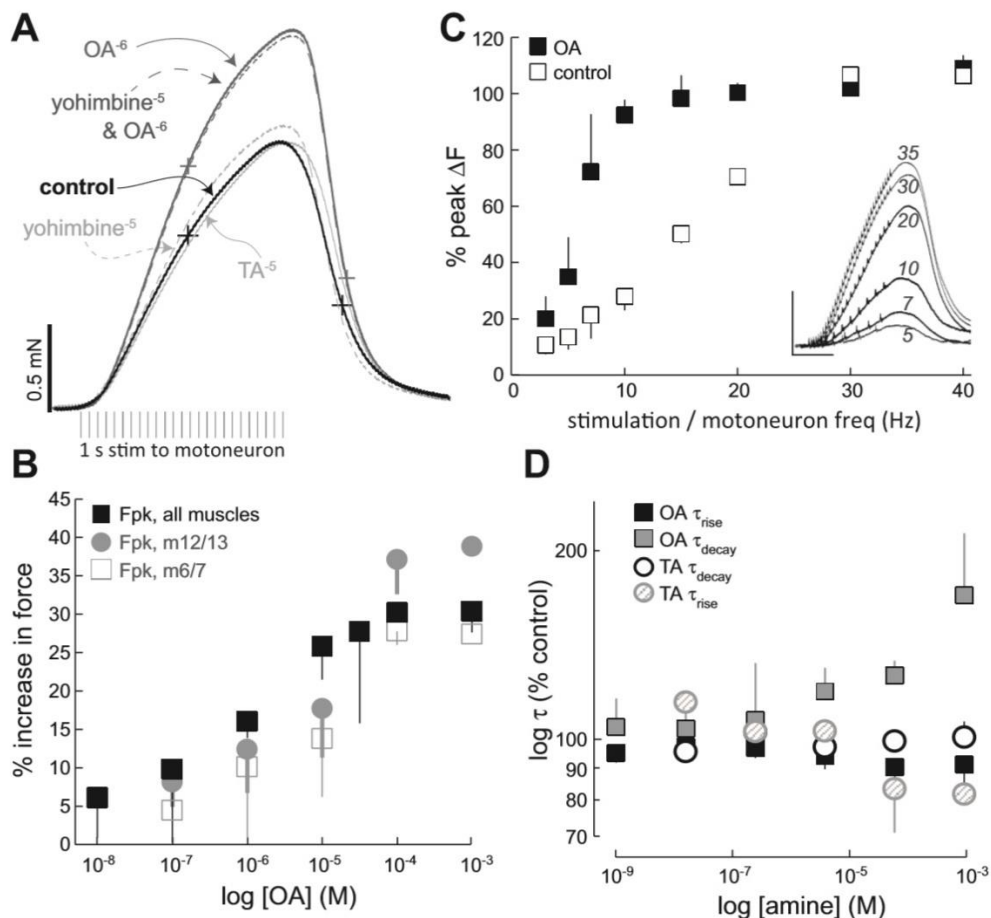 A
OA-6
yohimbine-5
& OA-6
control
yohimbine-5
TA-5
0.5 mN
1 s stim to motoneuron
C
OA
control
120
100
80
60
40
20
0
% peak ΔF
35
30
20
10
7
5
0
10
20
30
40
stimulation / motoneuron freq (Hz)
B
Fpk, all muscles
Fpk, m12/13
Fpk, m6/7
45
40
35
30
25
20
15
10
5
0
% increase in force
10-8
10-7
10-6
10-5
10-4
10-3
log [OA] (M)
D
OA τrise
OA τdecay
TA τdecay
TA τrise
200
100
90
80
70
log τ (% control)
10-9
10-7
10-5
10-3
log [amine] (M)